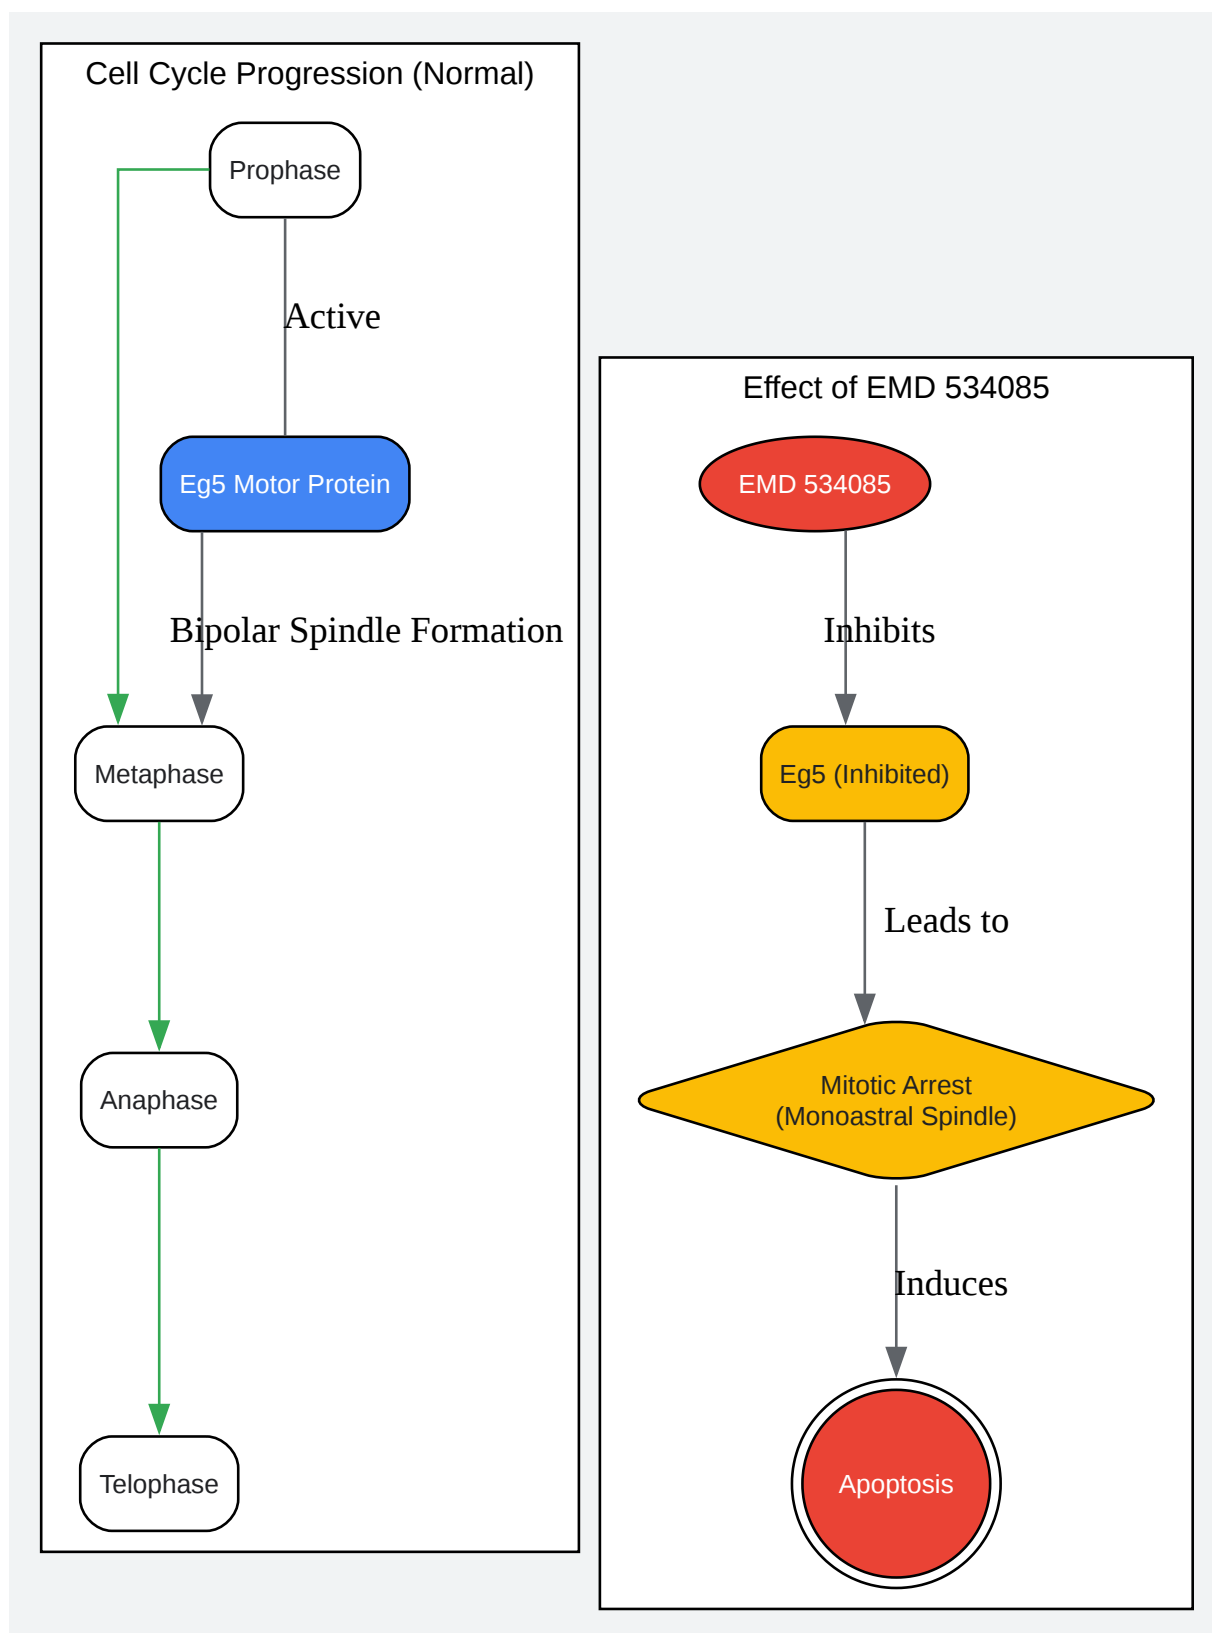 Cell Cycle Progression (Normal)
Prophase
Active
Eg5 Motor Protein
Bipolar Spindle Formation
Metaphase
Anaphase
Telophase
Effect of EMD 534085
EMD 534085
Inhibits
Eg5 (Inhibited)
Leads to
Mitotic Arrest
(Monoastral Spindle)
Induces
Apoptosis